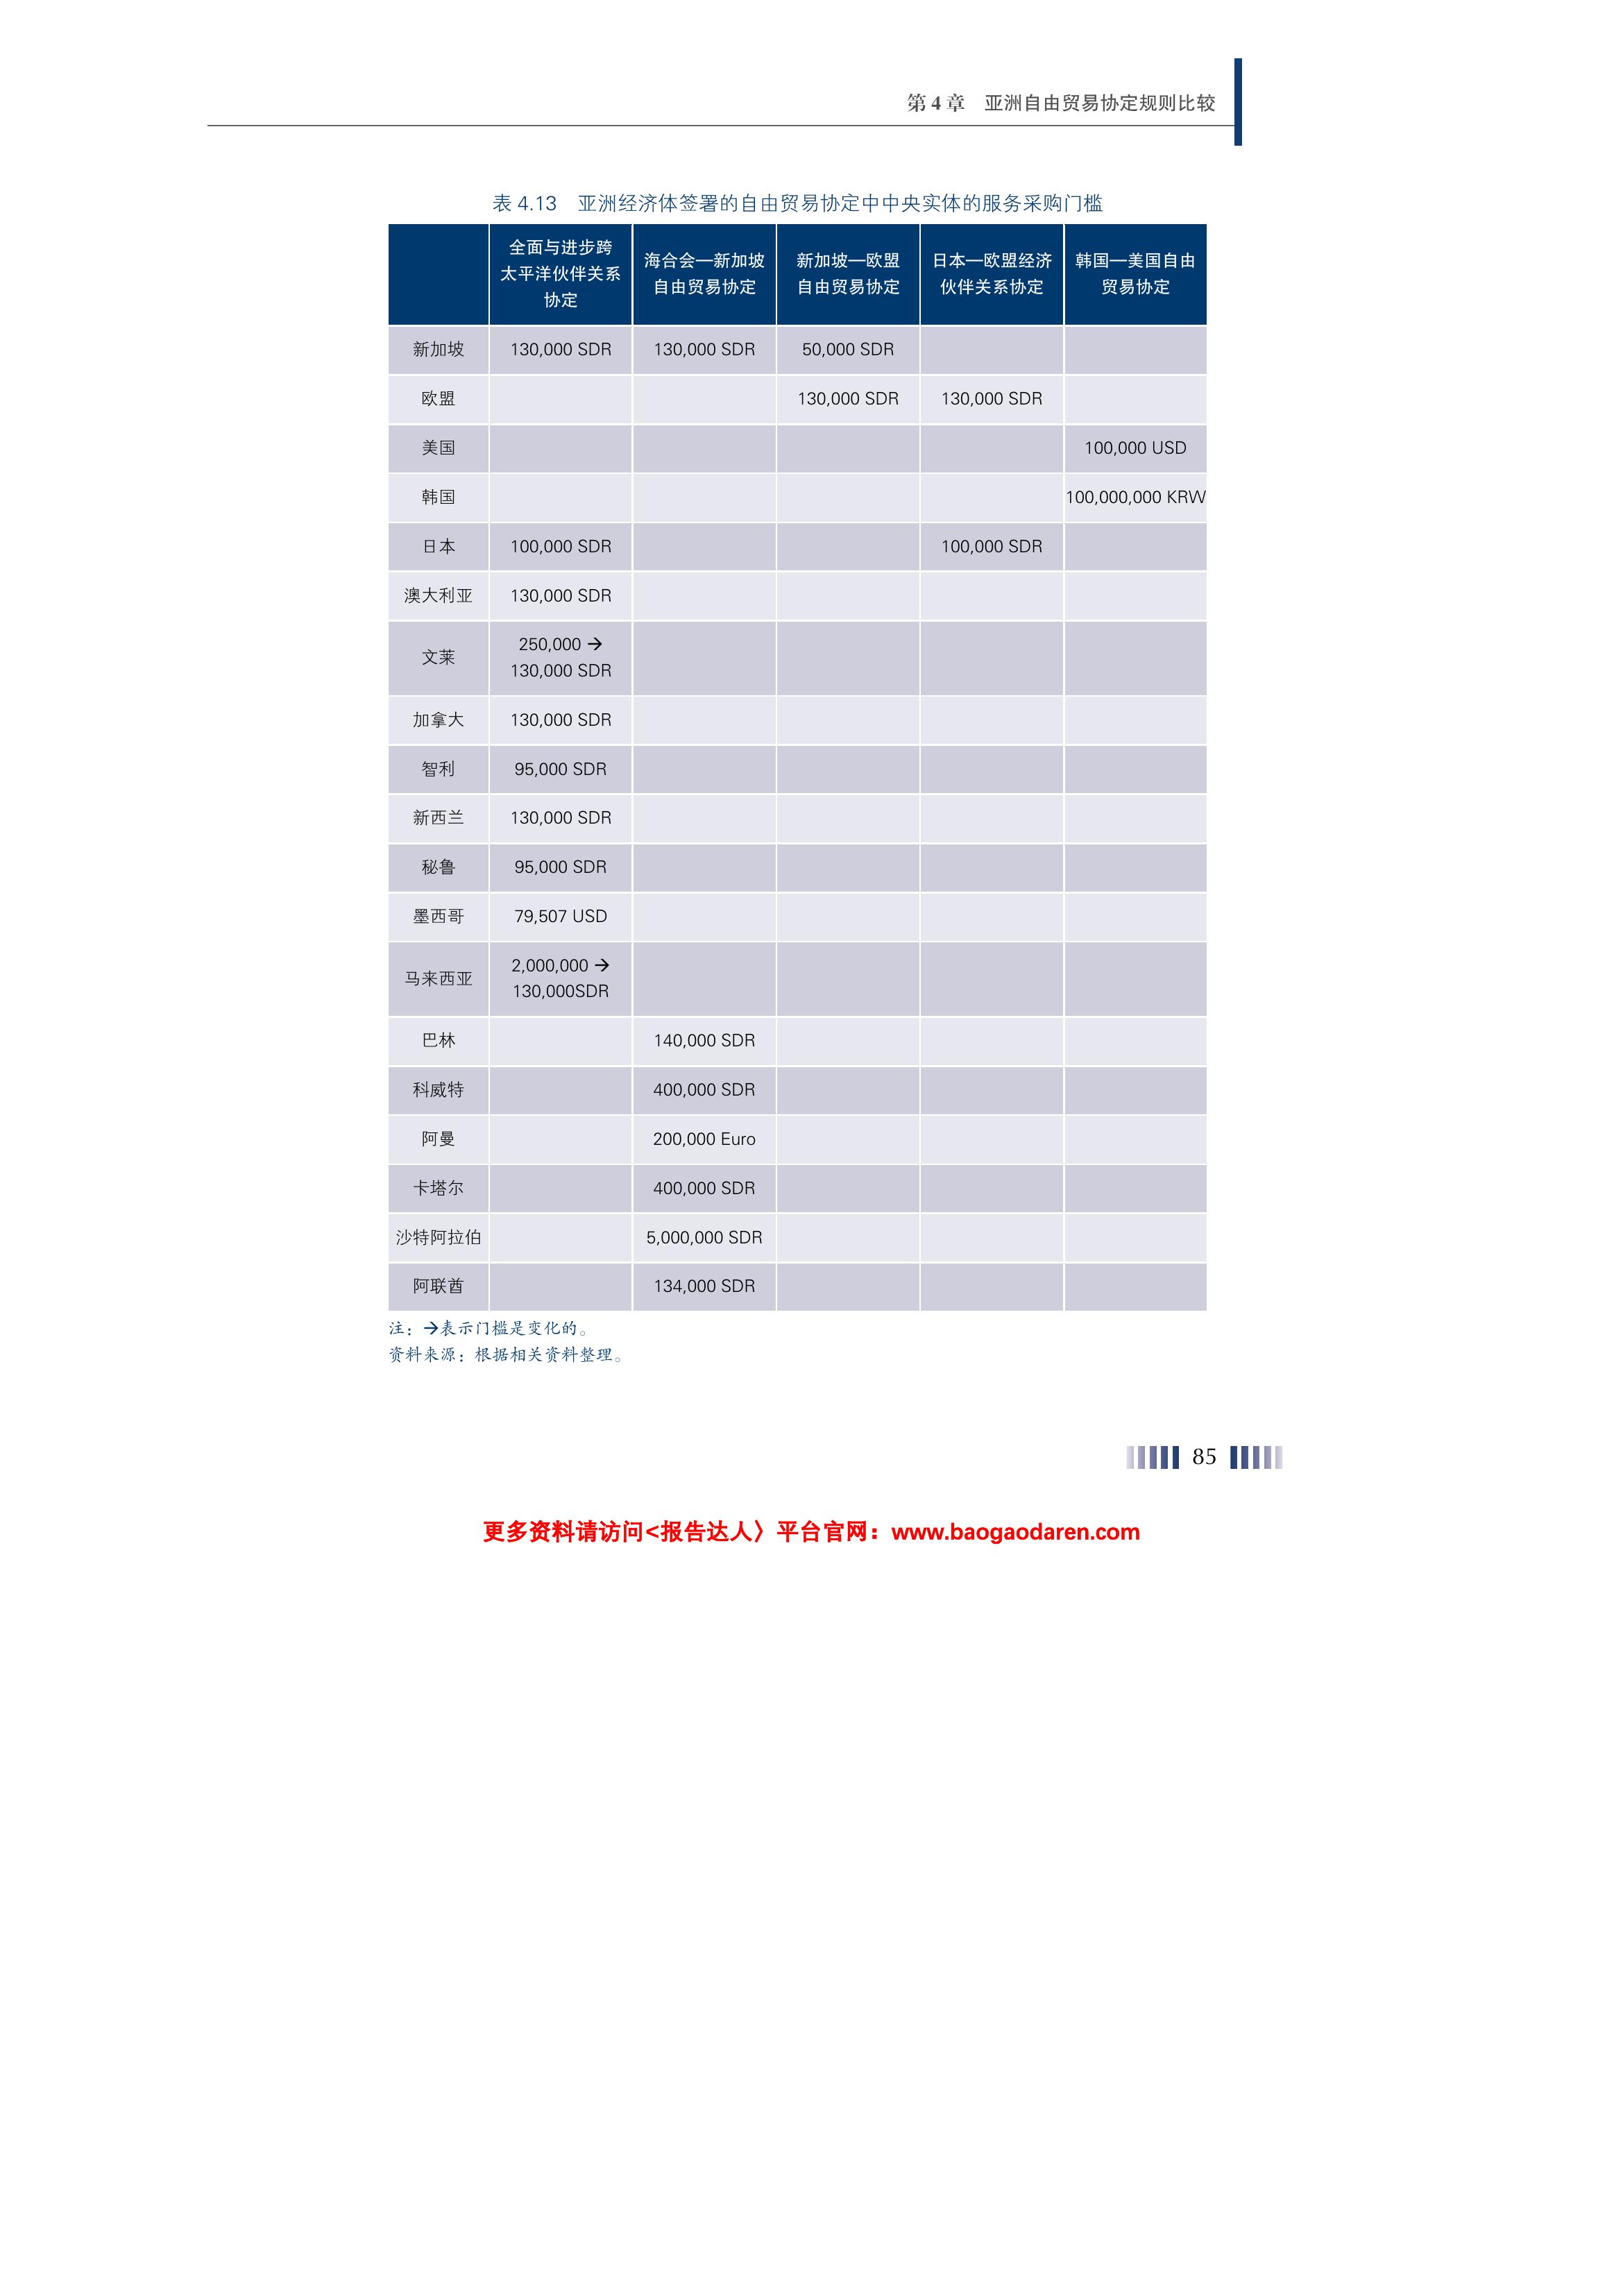 第 4 章 亚洲自由贸易协定规则比较
表 4.13 亚洲经济体签署的自由贸易协定中中央实体的服务采购门槛
全面与进步跨
太平洋伙伴关系
协定
海合会—新加坡
自由贸易协定
新加坡—欧盟
自由贸易协定
日本—欧盟经济
伙伴关系协定
韩国—美国自由
贸易协定
新加坡 130,000 SDR 130,000 SDR 50,000 SDR
欧盟 130,000 SDR 130,000 SDR
美国 100,000 USD
韩国 100,000,000 KRW
日本 100,000 SDR 100,000 SDR
澳大利亚 130,000 SDR
文莱 250,000 →
130,000 SDR
加拿大 130,000 SDR
智利 95,000 SDR
新西兰 130,000 SDR
秘鲁 95,000 SDR
墨西哥 79,507 USD
马来西亚 2,000,000 →
130,000SDR
巴林 140,000 SDR
科威特 400,000 SDR
阿曼 200,000 Euro
卡塔尔 400,000 SDR
沙特阿拉伯 5,000,000 SDR
阿联酋 134,000 SDR
注：→表示门槛是变化的。
资料来源：根据相关资料整理。
85
更多资料请访问<报告达人〉平台官网：www.baogaodaren.com